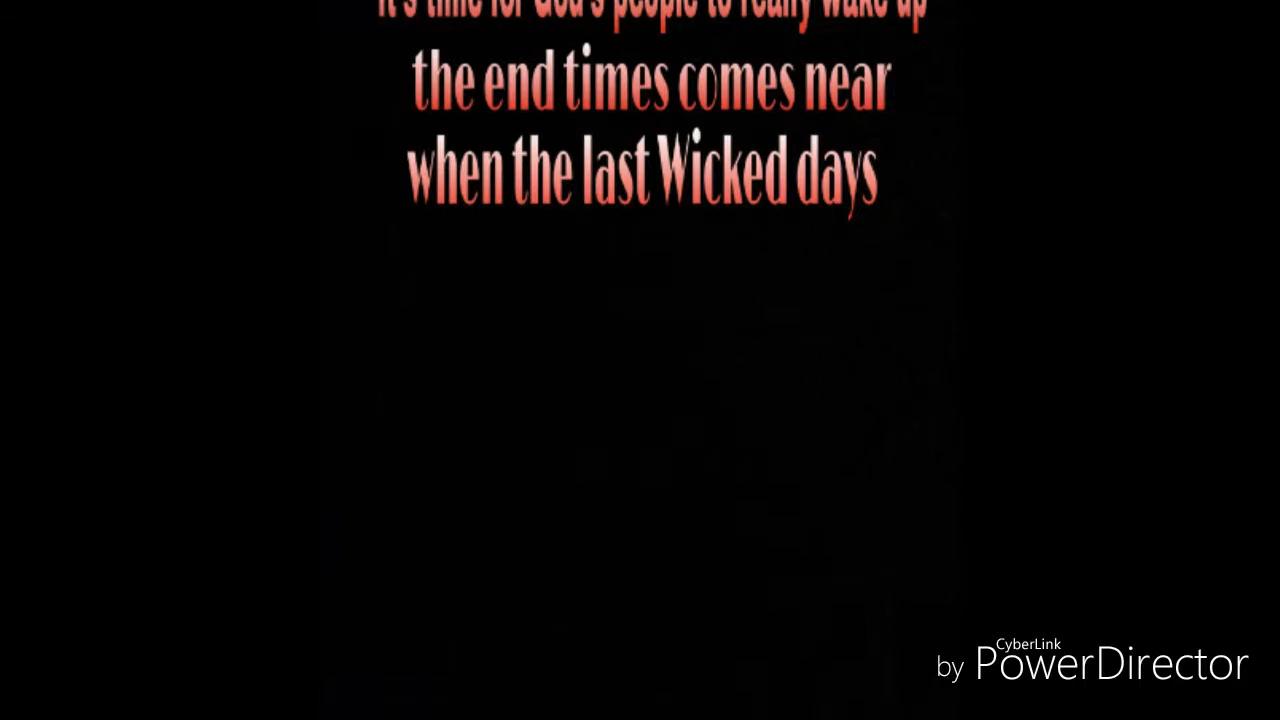 It's time for God's people to really wake up
the end times comes near
when the last Wicked days
CyberLink
by PowerDirector